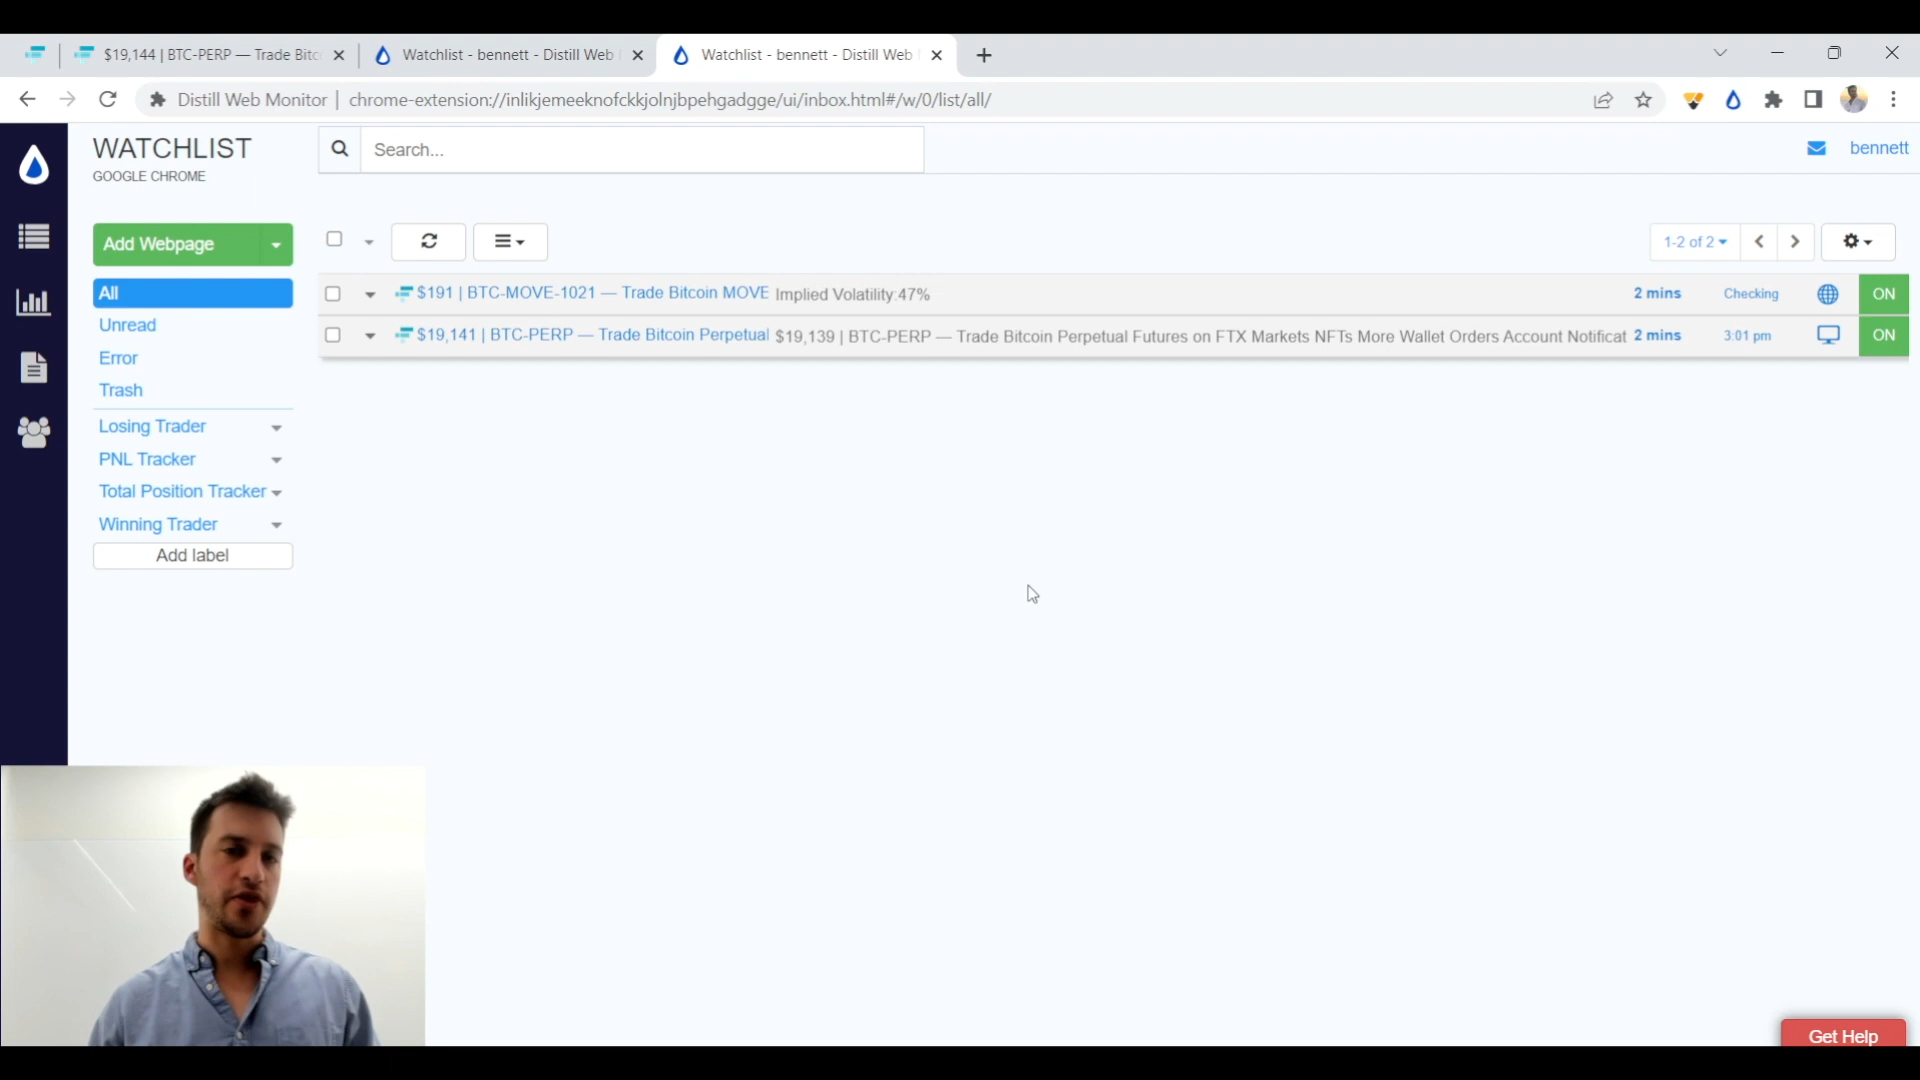 $19,144 | BTC-PERP — Trade Bitc
Watchlist - bennett - Distill Web
Watchlist - bennett - Distill Web
Distill Web Monitor | chrome-extension://inlikjemeeknofckkjolnjbpehgadgge/ui/inbox.html#/w/0/list/all/
WATCHLIST
GOOGLE CHROME
Search...
bennett
Add Webpage
1-2 of 2
All
Unread
Error
Trash
Losing Trader
PNL Tracker
Total Position Tracker
Winning Trader
Add label
$191 | BTC-MOVE-1021 — Trade Bitcoin MOVE Implied Volatility:47% 2 mins Checking ON
$19,141 | BTC-PERP — Trade Bitcoin Perpetual $19,139 | BTC-PERP — Trade Bitcoin Perpetual Futures on FTX Markets NFTs More Wallet Orders Account Notificat 2 mins 3:01 pm ON
Get Help